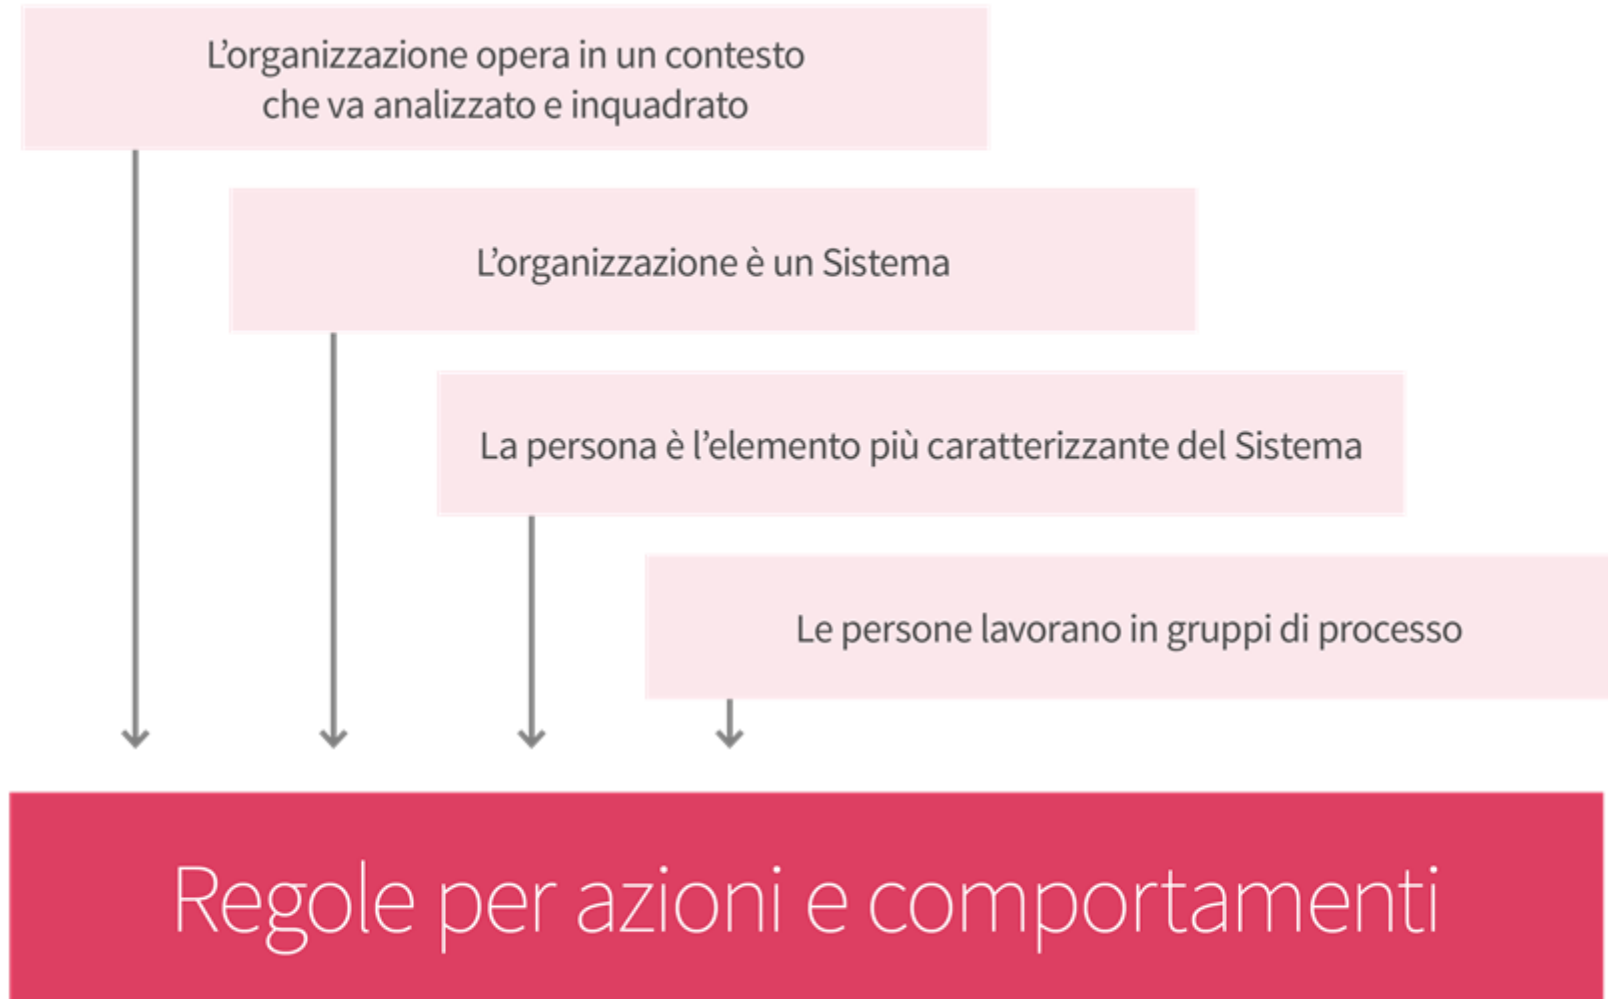 L’organizzazione opera in un contesto
che va analizzato e inquadrato
L’organizzazione è un Sistema
La persona è l’elemento più caratterizzante del Sistema
Le persone lavorano in gruppi di processo
Regole per azioni e comportamenti